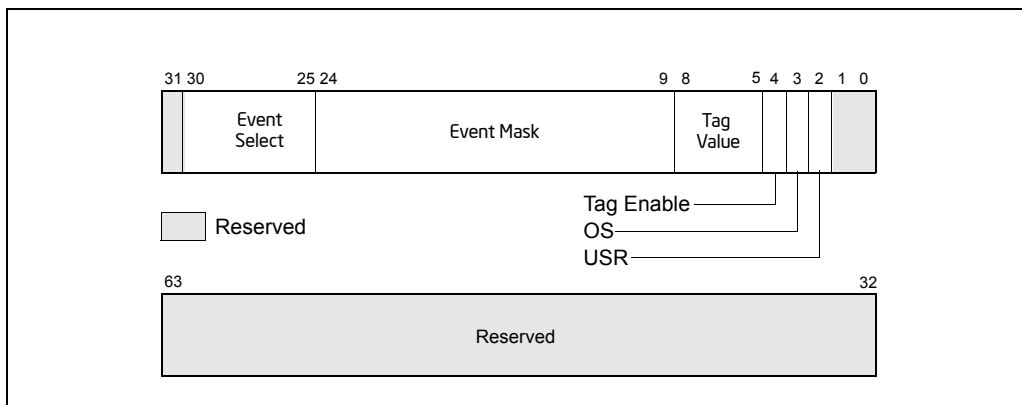 31 30 25 24 9 8 5 4 3 2 1 0
Event
Select
Event Mask
Tag
Value
Tag Enable
Reserved
OS
USR
63 32
Reserved